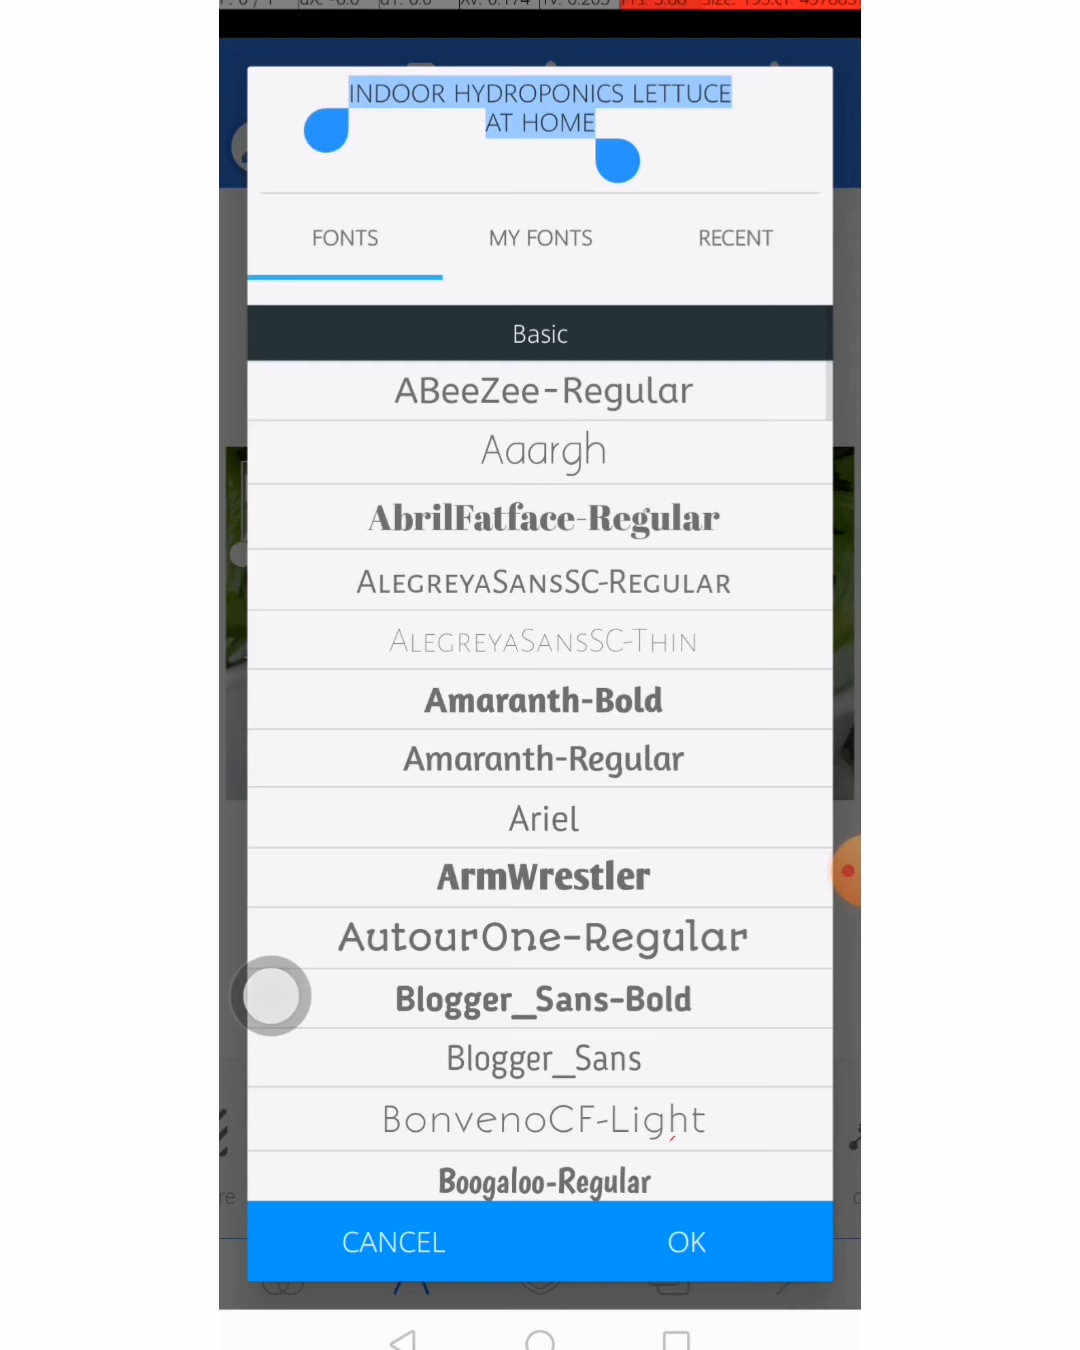 INDOOR HYDROPONICS LETTUCE
AT HOME
FONTS MY FONTS RECENT
Basic
ABeeZee-Regular
Aaargh
AbrilFatface-Regular
AlegreyaSansSC-Regular
AlegreyaSansSC-Thin
Amaranth-Bold
Amaranth-Regular
Ariel
ArmWrestler
AutourOne-Regular
Blogger_Sans-Bold
Blogger_Sans
BonvenoCF-Light
Boogaloo-Regular
re
CANCEL OK